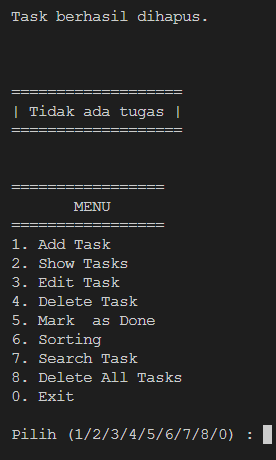 Task berhasil dihapus.
===================
| Tidak ada tugas |
===================
=================
MENU
=================
1. Add Task
2. Show Tasks
3. Edit Task
4. Delete Task
5. Mark  as Done
6. Sorting
7. Search Task
8. Delete All Tasks
0. Exit
Pilih (1/2/3/4/5/6/7/8/0) :